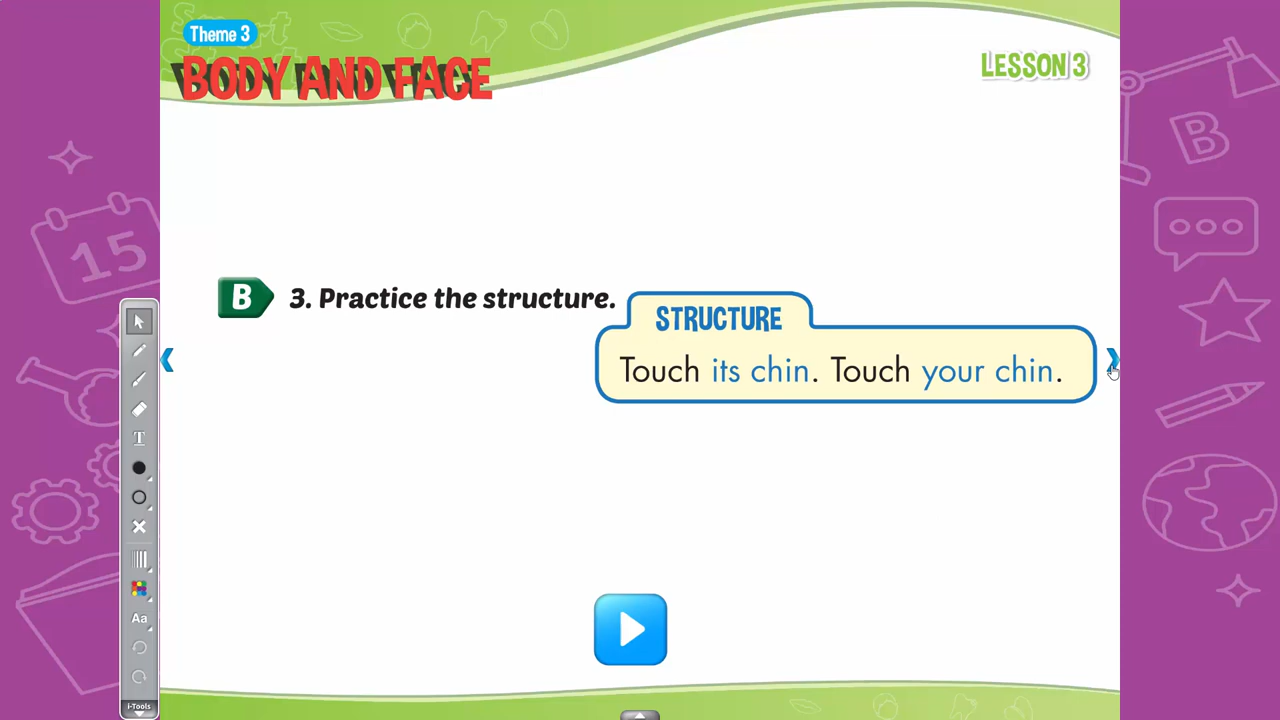 Theme 3
BODY AND FACE
LESSON 3
B 3. Practice the structure.
STRUCTURE
Touch its chin. Touch your chin.
15
B
T
Aa
i-Tools